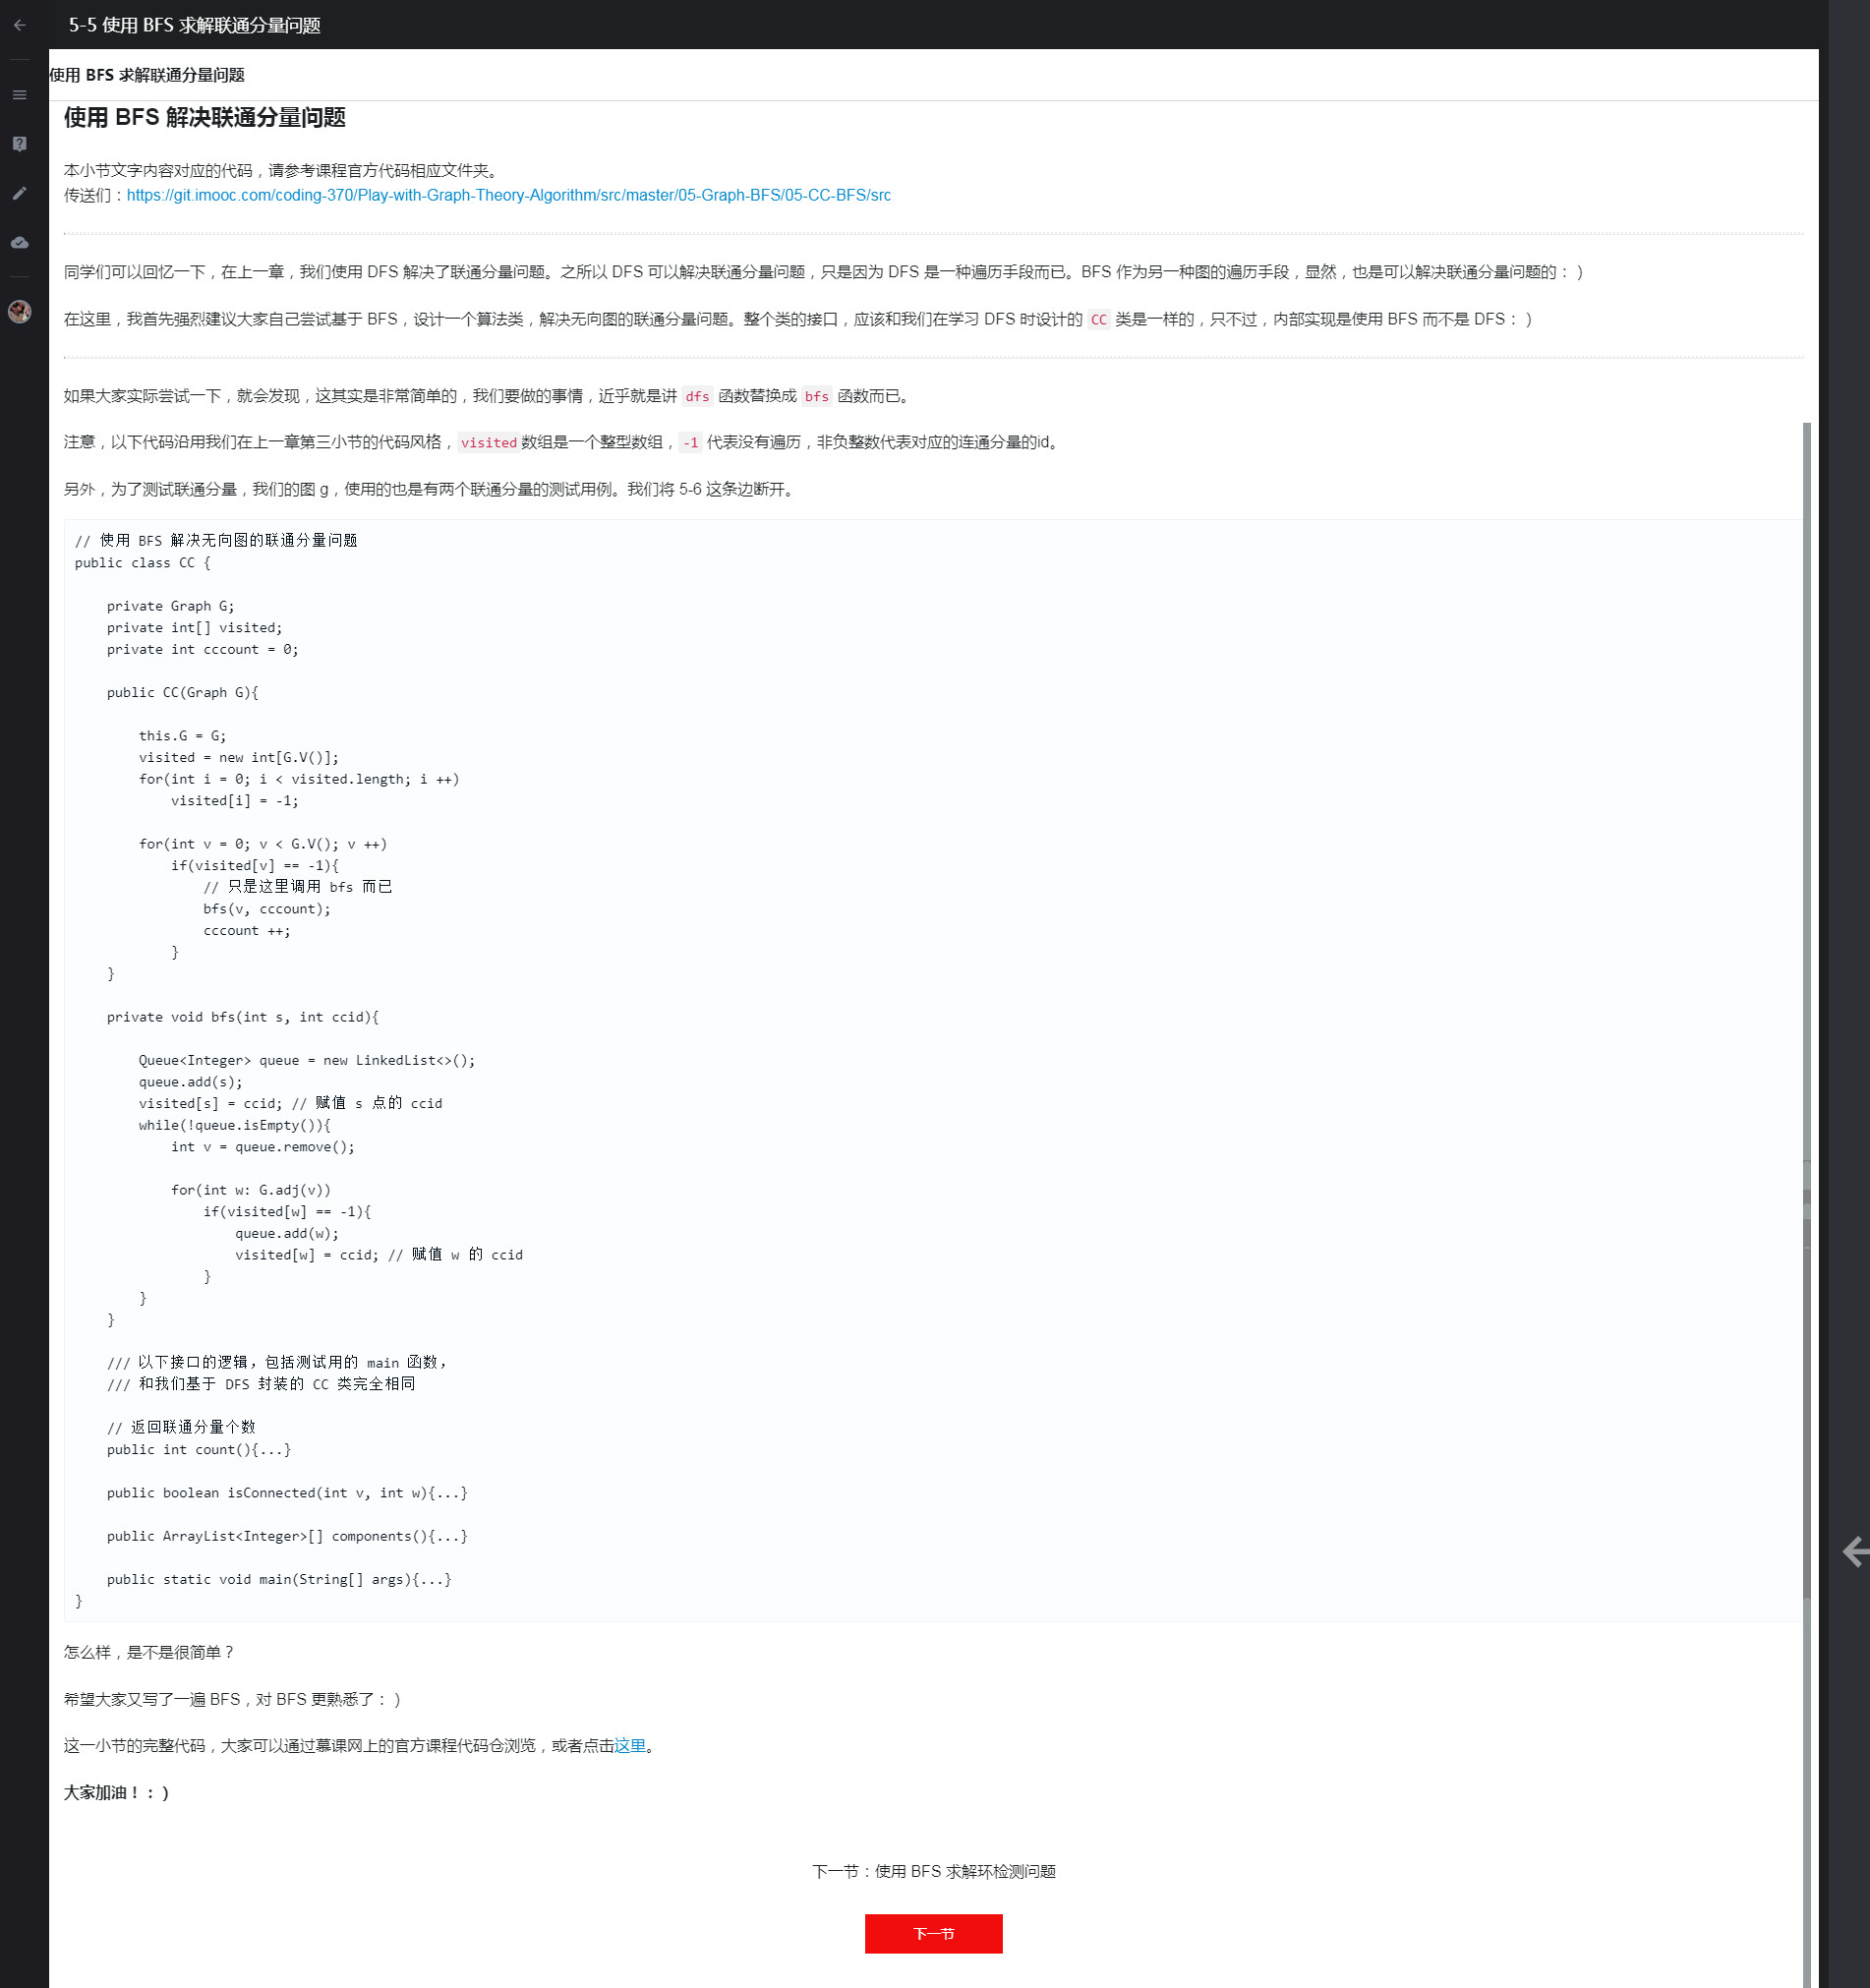 5-5 使用 BFS 求解联通分量问题
使用 BFS 求解联通分量问题
使用 BFS 解决联通分量问题
本小节文字内容对应的代码，请参考课程官方代码相应文件夹。
传送们：https://git.imooc.com/coding-370/Play-with-Graph-Theory-Algorithm/src/master/05-Graph-BFS/05-CC-BFS/src
同学们可以回忆一下，在上一章，我们使用 DFS 解决了联通分量问题。之所以 DFS 可以解决联通分量问题，只是因为 DFS 是一种遍历手段而已。BFS 作为另一种图的遍历手段，显然，也是可以解决联通分量问题的：）
在这里，我首先强烈建议大家自己尝试基于 BFS，设计一个算法类，解决无向图的联通分量问题。整个类的接口，应该和我们在学习 DFS 时设计的 CC 类是一样的，只不过，内部实现是使用 BFS 而不是 DFS：）
如果大家实际尝试一下，就会发现，这其实是非常简单的，我们要做的事情，近乎就是讲 dfs 函数替换成 bfs 函数而已。
注意，以下代码沿用我们在上一章第三小节的代码风格，visited 数组是一个整型数组，-1 代表没有遍历，非负整数代表对应的连通分量的id。
另外，为了测试联通分量，我们的图 g，使用的也是有两个联通分量的测试用例。我们将 5-6 这条边断开。
// 使用 BFS 解决无向图的联通分量问题
public class CC {
    private Graph G;
    private int[] visited;
    private int cccount = 0;
    public CC(Graph G){
        this.G = G;
        visited = new int[G.V()];
        for(int i = 0; i < visited.length; i ++)
            visited[i] = -1;
        for(int v = 0; v < G.V(); v ++)
            if(visited[v] == -1){
                // 只是这里调用 bfs 而已
                bfs(v, cccount);
                cccount ++;
            }
    }
    private void bfs(int s, int ccid){
        Queue<Integer> queue = new LinkedList<>();
        queue.add(s);
        visited[s] = ccid; // 赋值 s 点的 ccid
        while(!queue.isEmpty()){
            int v = queue.remove();
            for(int w: G.adj(v))
                if(visited[w] == -1){
                    queue.add(w);
                    visited[w] = ccid; // 赋值 w 的 ccid
                }
        }
    }
    /// 以下接口的逻辑，包括测试用的 main 函数，
    /// 和我们基于 DFS 封装的 CC 类完全相同
    // 返回联通分量个数
    public int count(){...}
    public boolean isConnected(int v, int w){...}
    public ArrayList<Integer>[] components(){...}
    public static void main(String[] args){...}
}
怎么样，是不是很简单？
希望大家又写了一遍 BFS，对 BFS 更熟悉了：）
这一小节的完整代码，大家可以通过慕课网上的官方课程代码仓浏览，或者点击这里。
大家加油！：）
下一节：使用 BFS 求解环检测问题
下一节